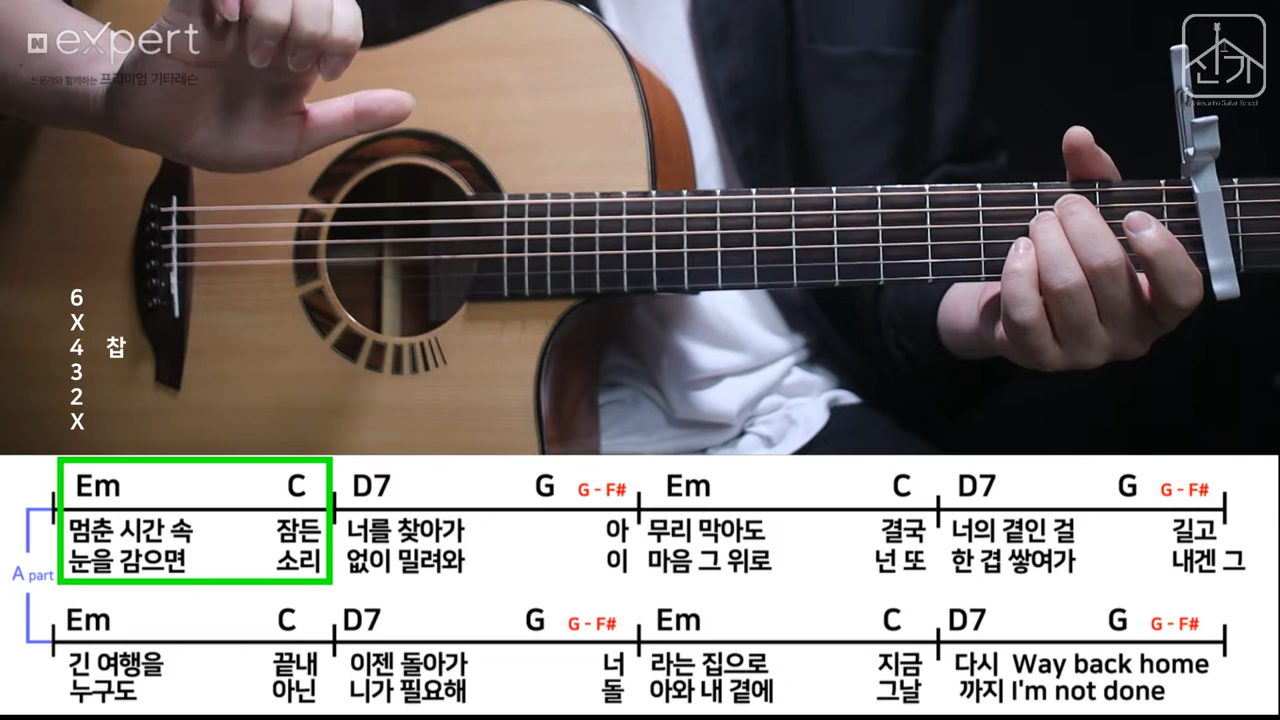 N expert
전문가와 함께하는 프리미엄 기타레슨
신기
6
X
4 찹
3
2
X
Em C D7 G G - F# Em C D7 G G - F#
멈춘 시간 속 잠든 너를 찾아가 아 무리 막아도 결국 너의 곁인 걸 길고
눈을 감으면 소리 없이 밀려와 이 마음 그 위로 넌 또 한 겹 쌓여가 내겐 그
A part
Em C D7 G G - F# Em C D7 G G - F#
긴 여행을 끝내 이젠 돌아가 너 라는 집으로 지금 다시 Way back home
누구도 아닌 니가 필요해 돌 아와 내 곁에 그날 까지 I'm not done